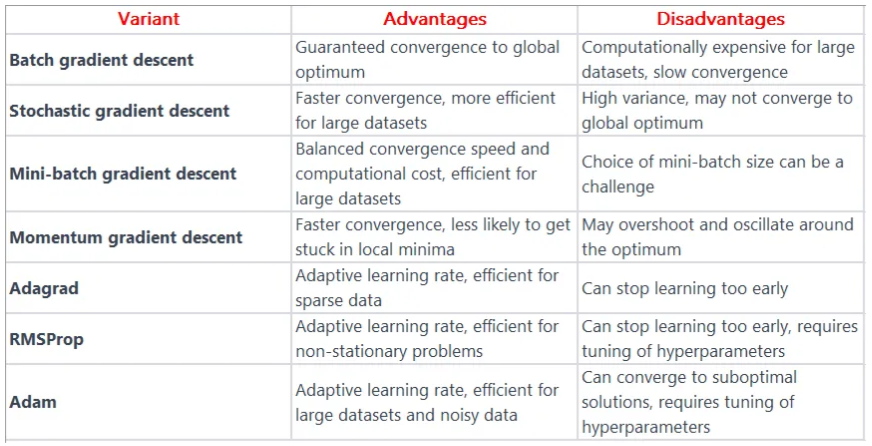 Variant Advantages Disadvantages
Batch gradient descent
Guaranteed convergence to global
optimum
Computationally expensive for large
datasets, slow convergence
Stochastic gradient descent
Faster convergence, more efficient
for large datasets
High variance, may not converge to
global optimum
Mini-batch gradient descent
Balanced convergence speed and
computational cost, efficient for
large datasets
Choice of mini-batch size can be a
challenge
Momentum gradient descent
Faster convergence, less likely to get
stuck in local minima
May overshoot and oscillate around
the optimum
Adagrad
Adaptive learning rate, efficient for
sparse data
Can stop learning too early
RMSProp
Adaptive learning rate, efficient for
non-stationary problems
Can stop learning too early, requires
tuning of hyperparameters
Adam
Adaptive learning rate, efficient for
large datasets and noisy data
Can converge to suboptimal
solutions, requires tuning of
hyperparameters